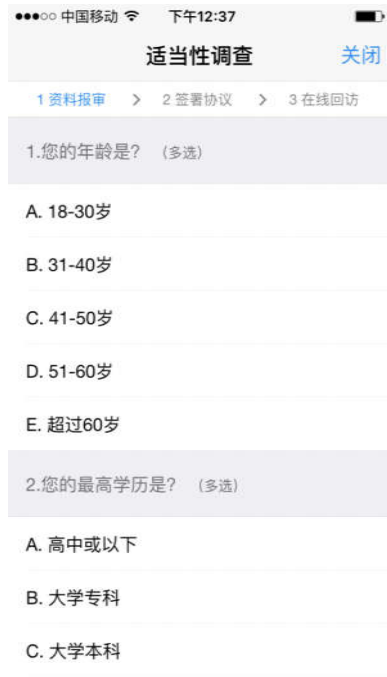 中国移动 下午12:37
适当性调查 关闭
1 资料报审 > 2 签署协议 > 3 在线回访
1.您的年龄是? (多选)
A. 18-30岁
B. 31-40岁
C. 41-50岁
D. 51-60岁
E. 超过60岁
2.您的最高学历是? (多选)
A. 高中或以下
B. 大学专科
C. 大学本科